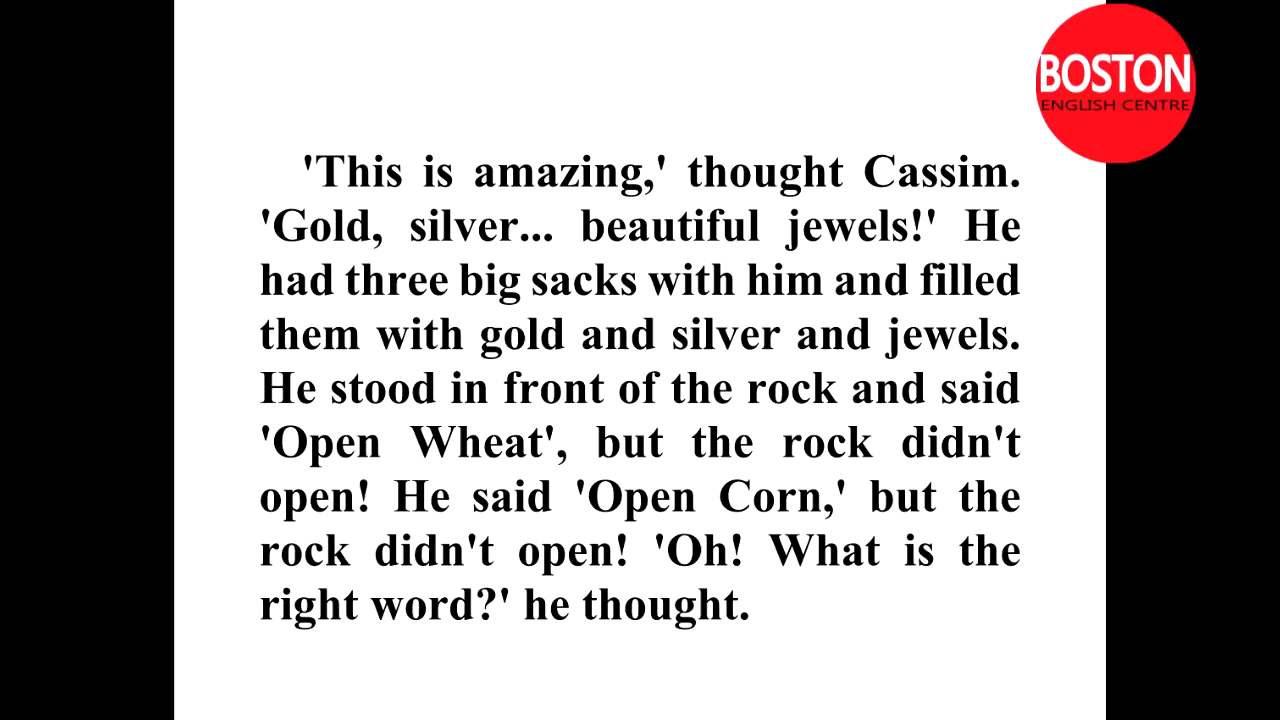 BOSTON
ENGLISH CENTRE
'This is amazing,' thought Cassim.
'Gold, silver... beautiful jewels!' He
had three big sacks with him and filled
them with gold and silver and jewels.
He stood in front of the rock and said
'Open Wheat', but the rock didn't
open! He said 'Open Corn,' but the
rock didn't open! 'Oh! What is the
right word?' he thought.